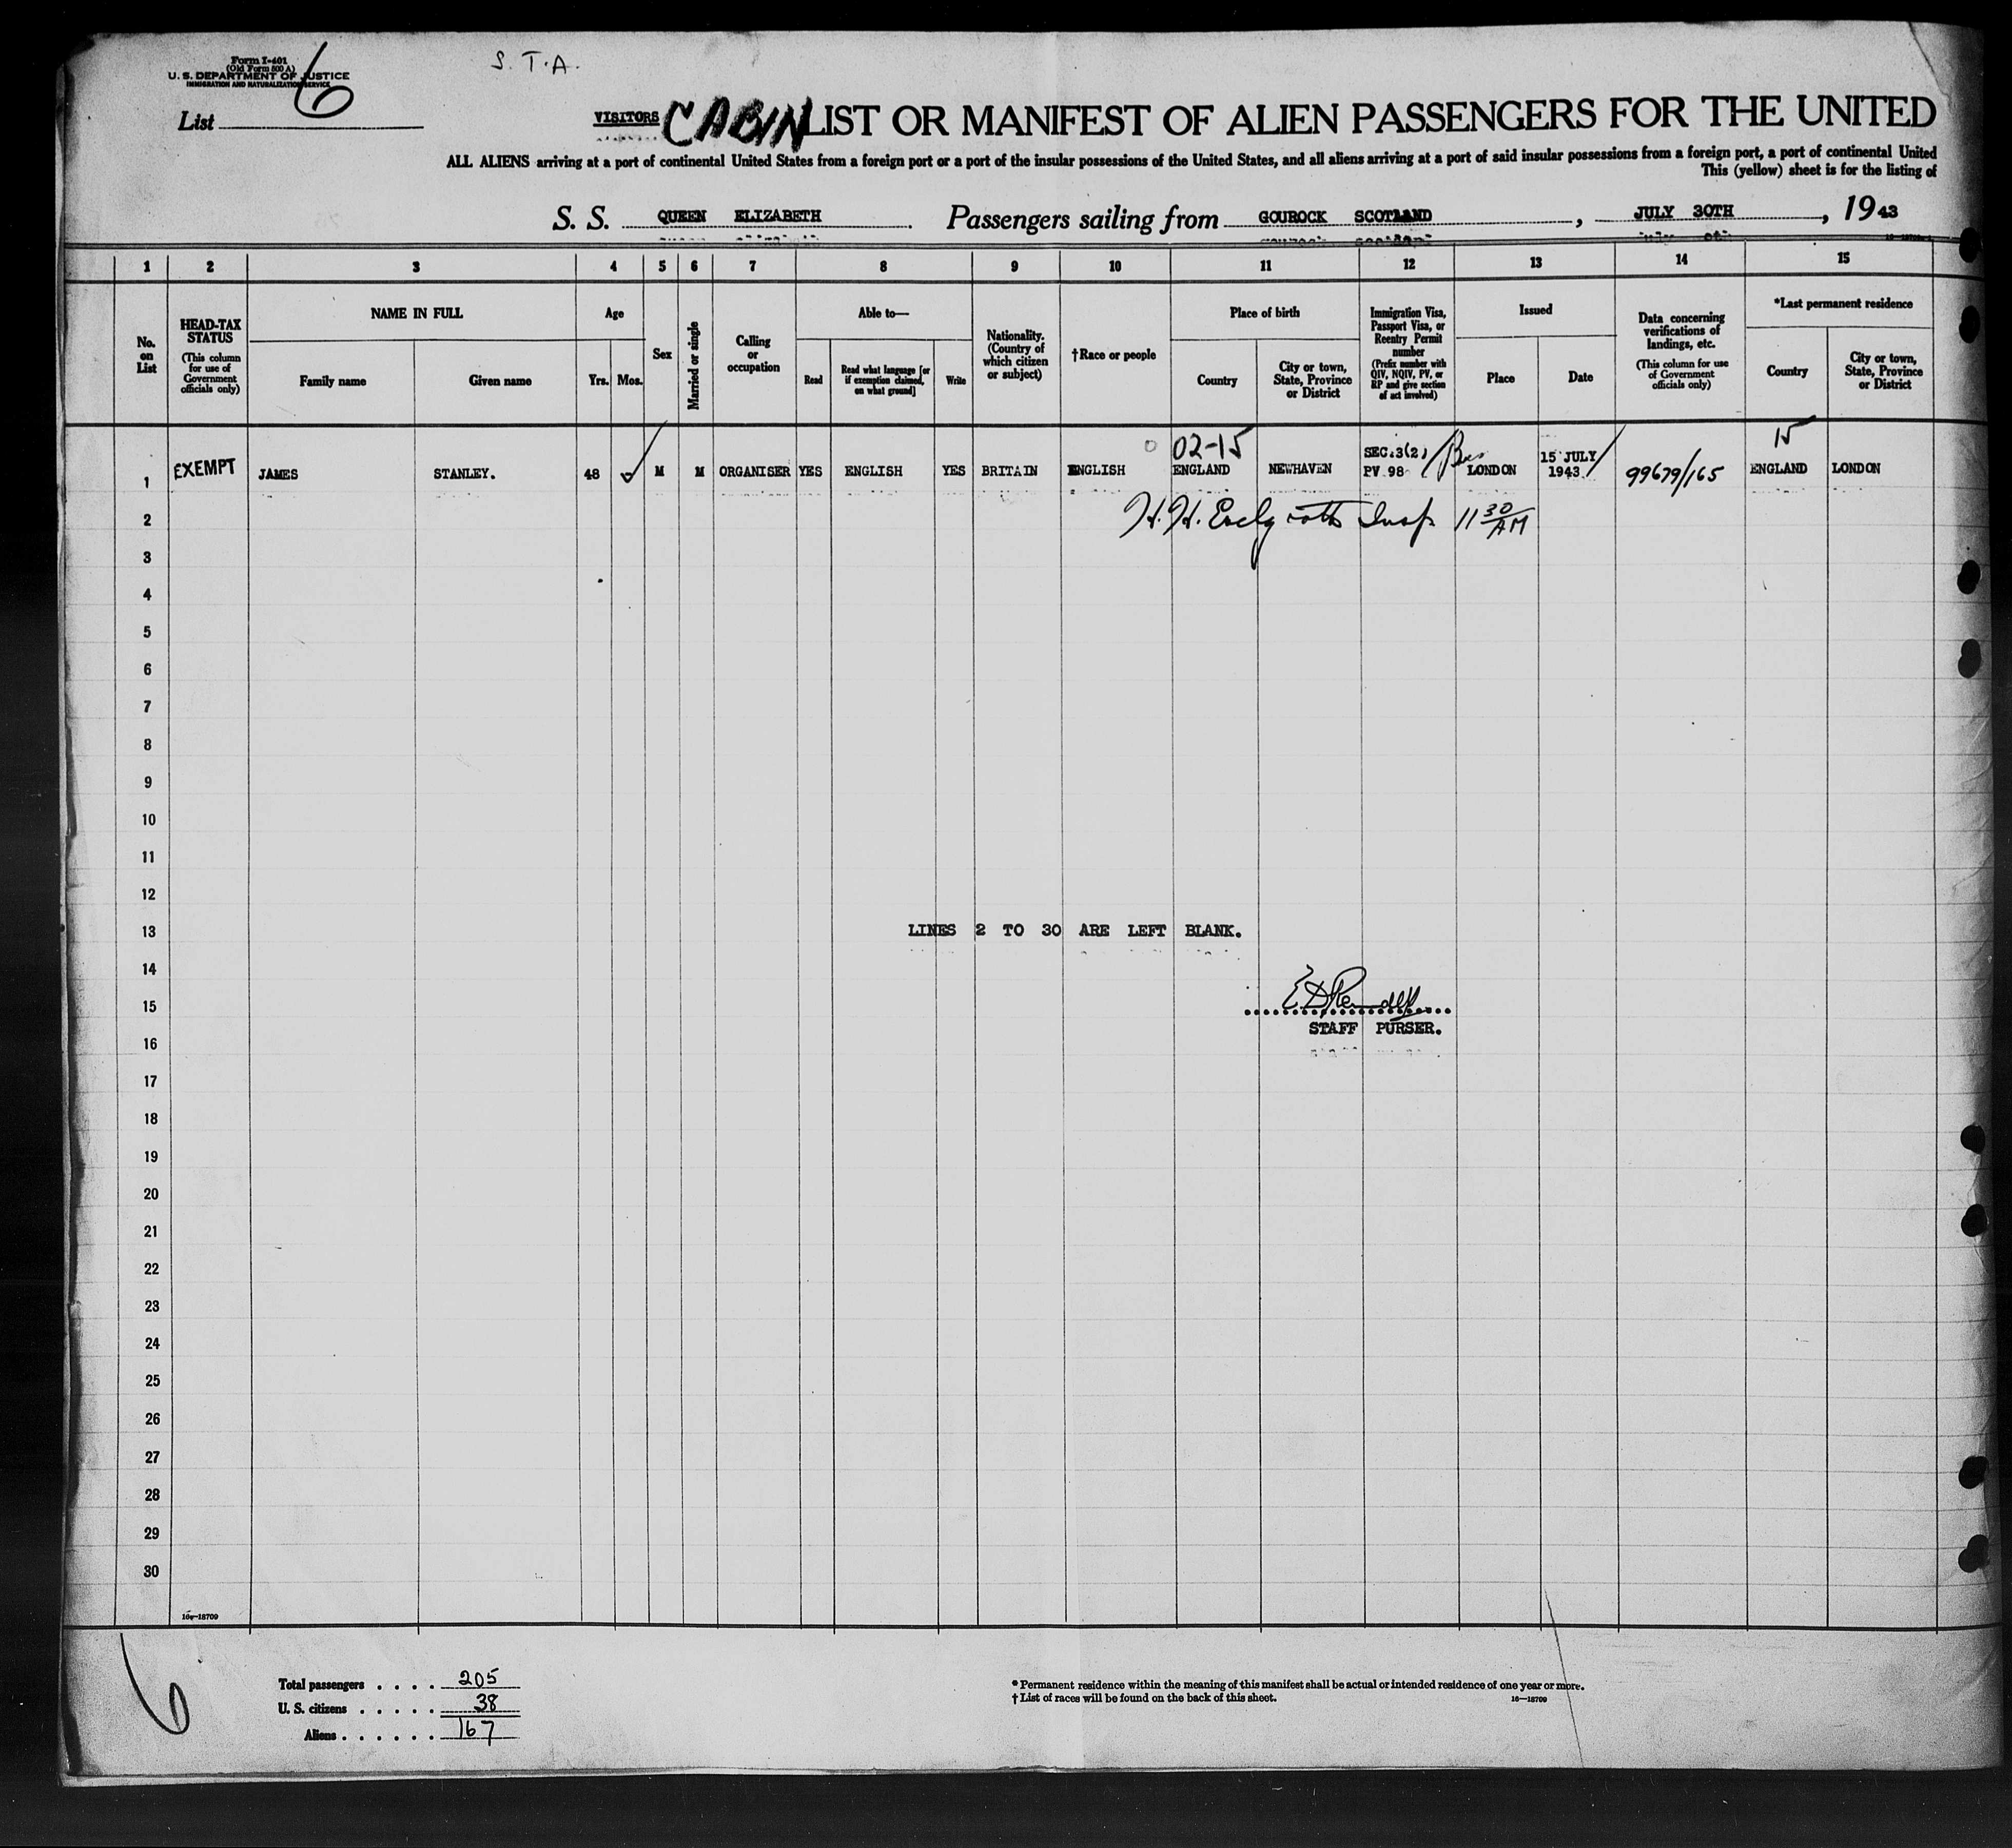 Form I-601
(Old Form 500 A)
U. S. DEPARTMENT OF JUSTICE
IMMIGRATION AND NATURALIZATION SERVICE
S. T. A.
List 6
VISITORS CABIN LIST OR MANIFEST OF ALIEN PASSENGERS FOR THE UNITED
ALL ALIENS arriving at a port of continental United States from a foreign port or a port of the insular possessions of the United States, and all aliens arriving at a port of said insular possessions from a foreign port, a port of continental United
This (yellow) sheet is for the listing of
S. S. QUEEN ELIZABETH Passengers sailing from GOUROCK SCOTLAND, JULY 30TH, 1943
1 2 3 4 5 6 7 8 9 10 11 12 13 14 15
No. on List
HEAD-TAX STATUS (This column for use of Government officials only)
NAME IN FULL
Family name Given name
Age
Yrs. Mos.
Sex
Married or single
Calling or occupation
Able to—
Read Read what language [or if exemption claimed, on what ground] Write
Nationality. (Country of which citizen or subject)
†Race or people
Place of birth
Country City or town, State, Province or District
Immigration Visa, Passport Visa, or Reentry Permit number (Prefix number with QIV, NQIV, PV, or RP and give section of act involved)
Issued
Place Date
Data concerning verifications of landings, etc. (This column for use of Government officials only)
*Last permanent residence
Country City or town, State, Province or District
02-15 SEC.3(2) 15 JULY 15
1 EXEMPT JAMES STANLEY. 48 M M ORGANISER YES ENGLISH YES BRITAIN ENGLISH ENGLAND NEWHAVEN PV 98 LONDON 1943 99679/165 ENGLAND LONDON
2 H.H. Insp 11 30 AM
3
4
5
6
7
8
9
10
11
12
13 LINES 2 TO 30 ARE LEFT BLANK.
14
15
STAFF PURSER.
16
17
18
19
20
21
22
23
24
25
26
27
28
29
30
16—18709
6
Total passengers . . . . 205
U. S. citizens . . . . . 38
Aliens . . . . . . 167
* Permanent residence within the meaning of this manifest shall be actual or intended residence of one year or more.
† List of races will be found on the back of this sheet. 16—18709